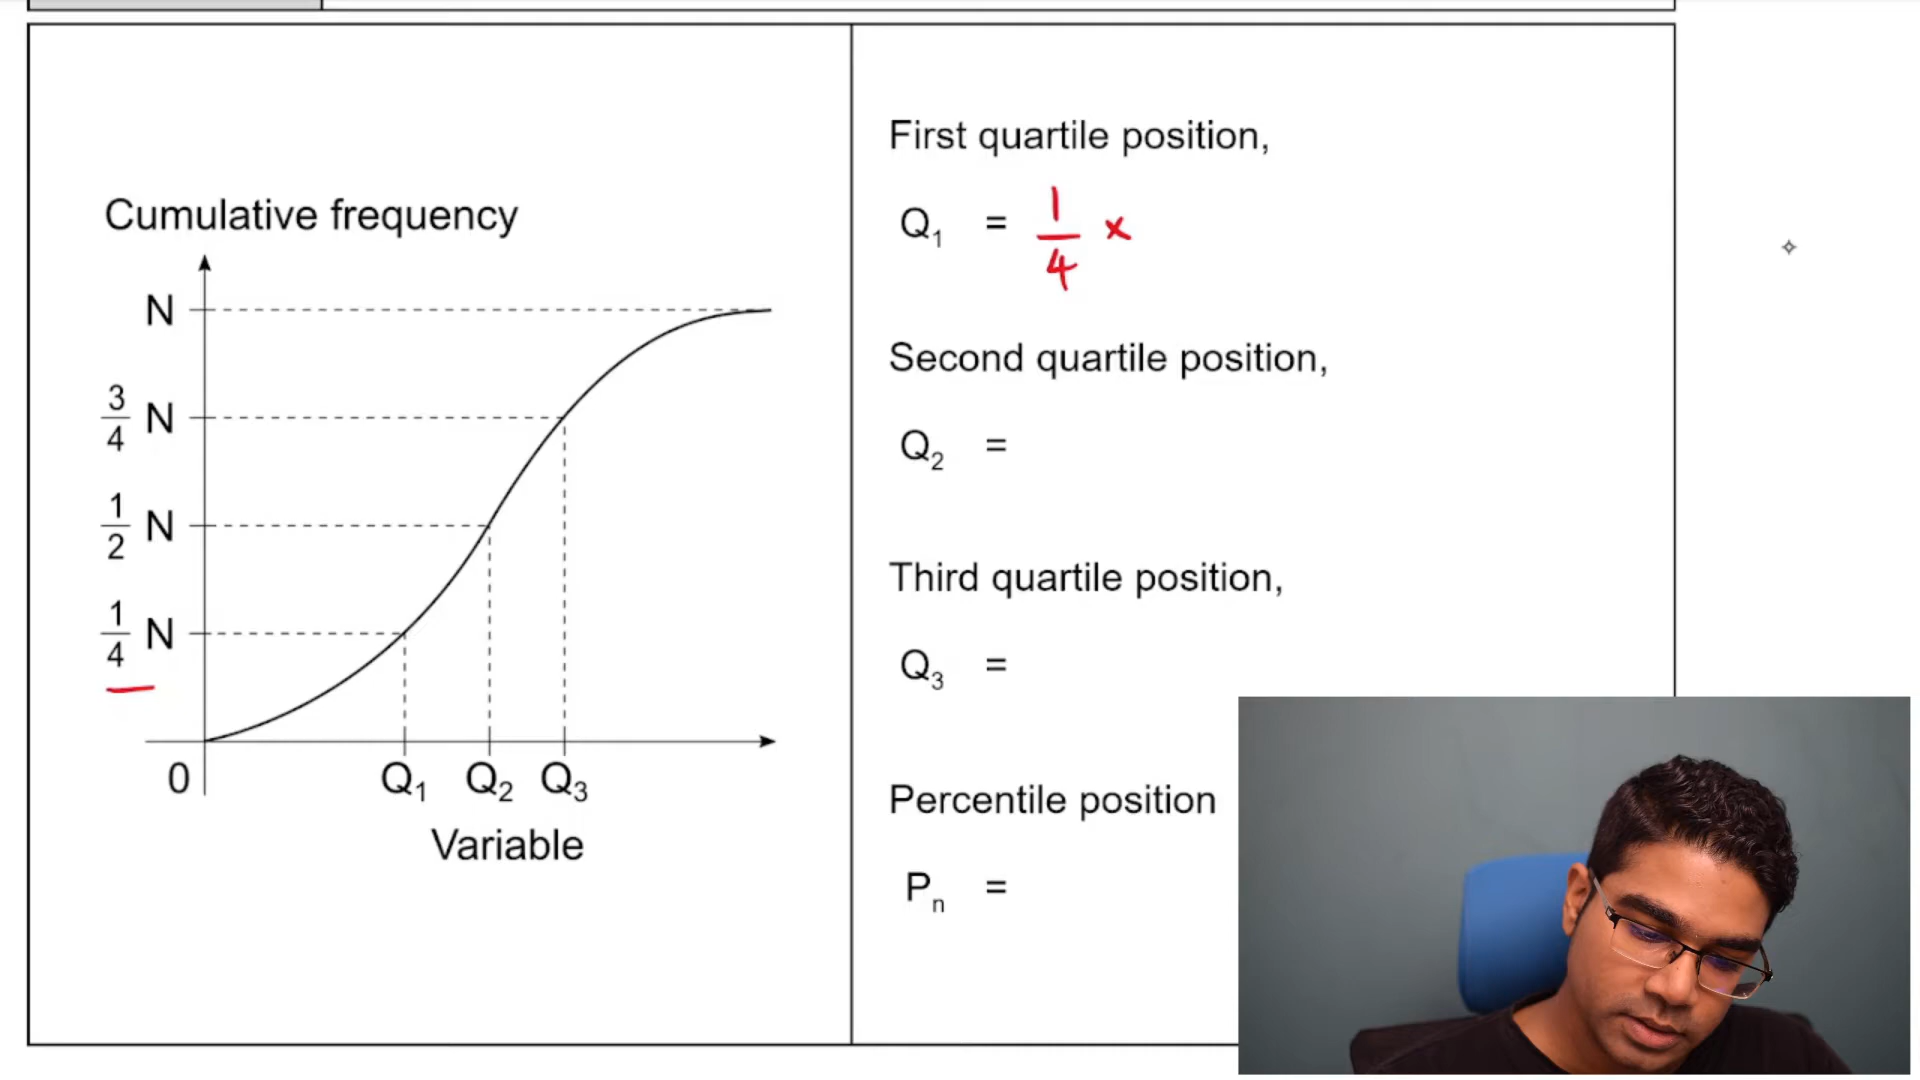 Cumulative frequency
N
3/4 N
1/2 N
1/4 N
0
Q₁ Q₂ Q₃
Variable
First quartile position,
Q₁ = 1/4 ×
Second quartile position,
Q₂ =
Third quartile position,
Q₃ =
Percentile position
Pₙ =